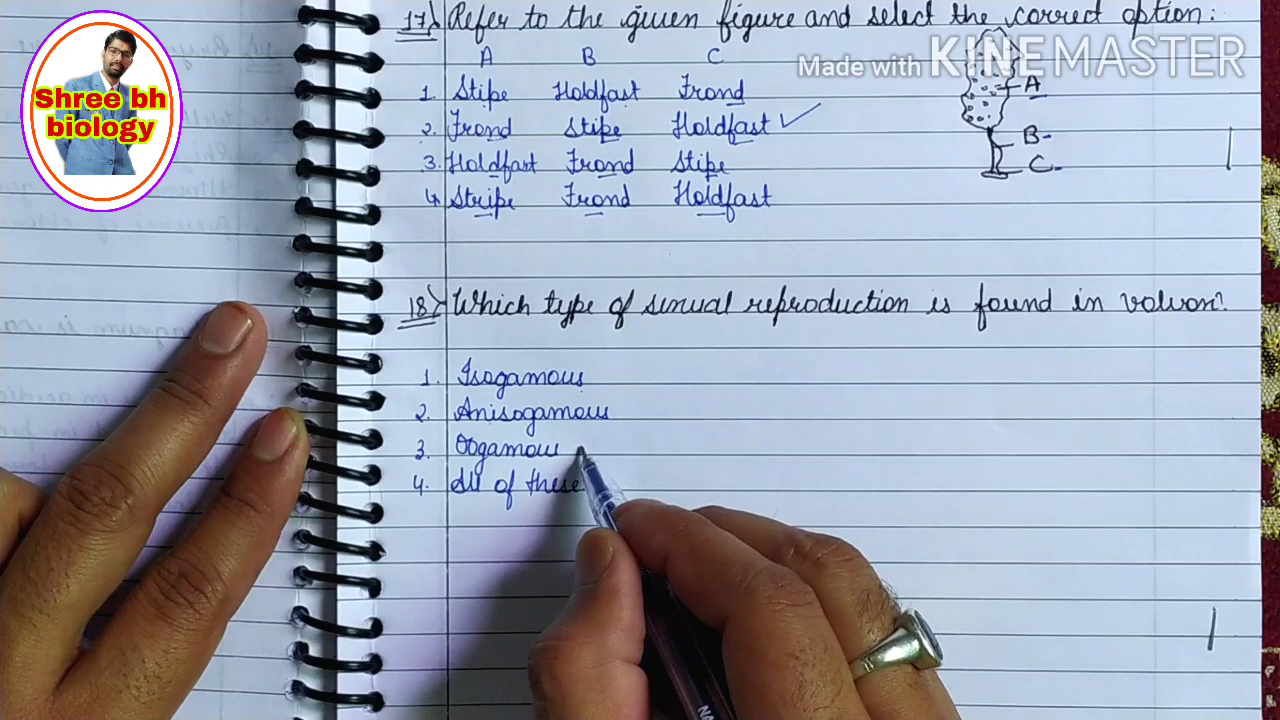 Shree bh
biology
Made with KINEMASTER
17) Refer to the given figure and select the correct option:
A B C
1. Stipe Holdfast Frond
2. Frond Stipe Holdfast ✓
3. Holdfast Frond Stipe
4. Stripe Frond Holdfast
A
B
C
18) Which type of sexual reproduction is found in volvox?
1. Isogamous
2. Anisogamous
3. Oogamous
4. All of these